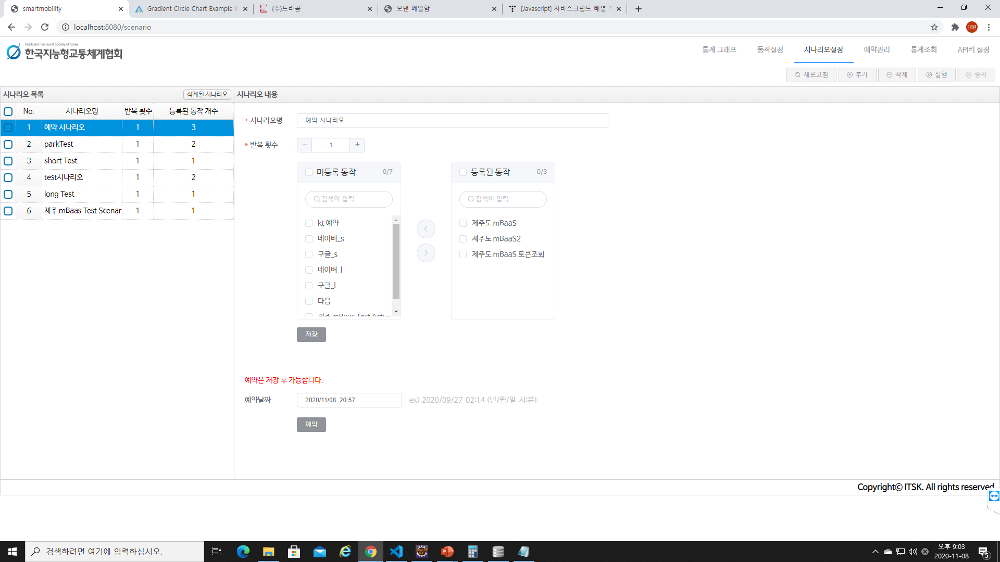 smartmobility
Gradient Circle Chart Example i
(주)트라콤
보낸 메일함
[Javascript] 자바스크립트 배열
localhost:8080/scenario
대원
Intelligent Transport Society of Korea
한국지능형교통체계협회
통계 그래프
동작설정
시나리오설정
예약관리
통계조회
API키 설정
새로고침
추가
삭제
실행
중지
시나리오 목록
삭제된 시나리오
시나리오 내용
No. 시나리오명 반복 횟수 등록된 동작 개수
1 예약 시나리오 1 3
2 parkTest 1 2
3 short Test 1 1
4 test시나리오 1 2
5 long Test 1 1
6 제주 mBaas Test Scenar 1 1
* 시나리오명 예약 시나리오
* 반복 횟수 1
미등록 동작 0/7
검색어 입력
kt 예약
네이버_s
구글_s
네이버_l
구글_l
다음
제주 mBaas Test Acti...
등록된 동작 0/3
검색어 입력
제주도 mBaaS
제주도 mBaaS2
제주도 mBaaS 토큰조회
저장
예약은 저장 후 가능합니다.
예약날짜 2020/11/08_20:57 ex) 2020/09/27_02:14 (년/월/일_시:분)
예약
Copyrightⓒ ITSK. All rights reserved
검색하려면 여기에 입력하십시오.
오후 9:03
2020-11-08
5